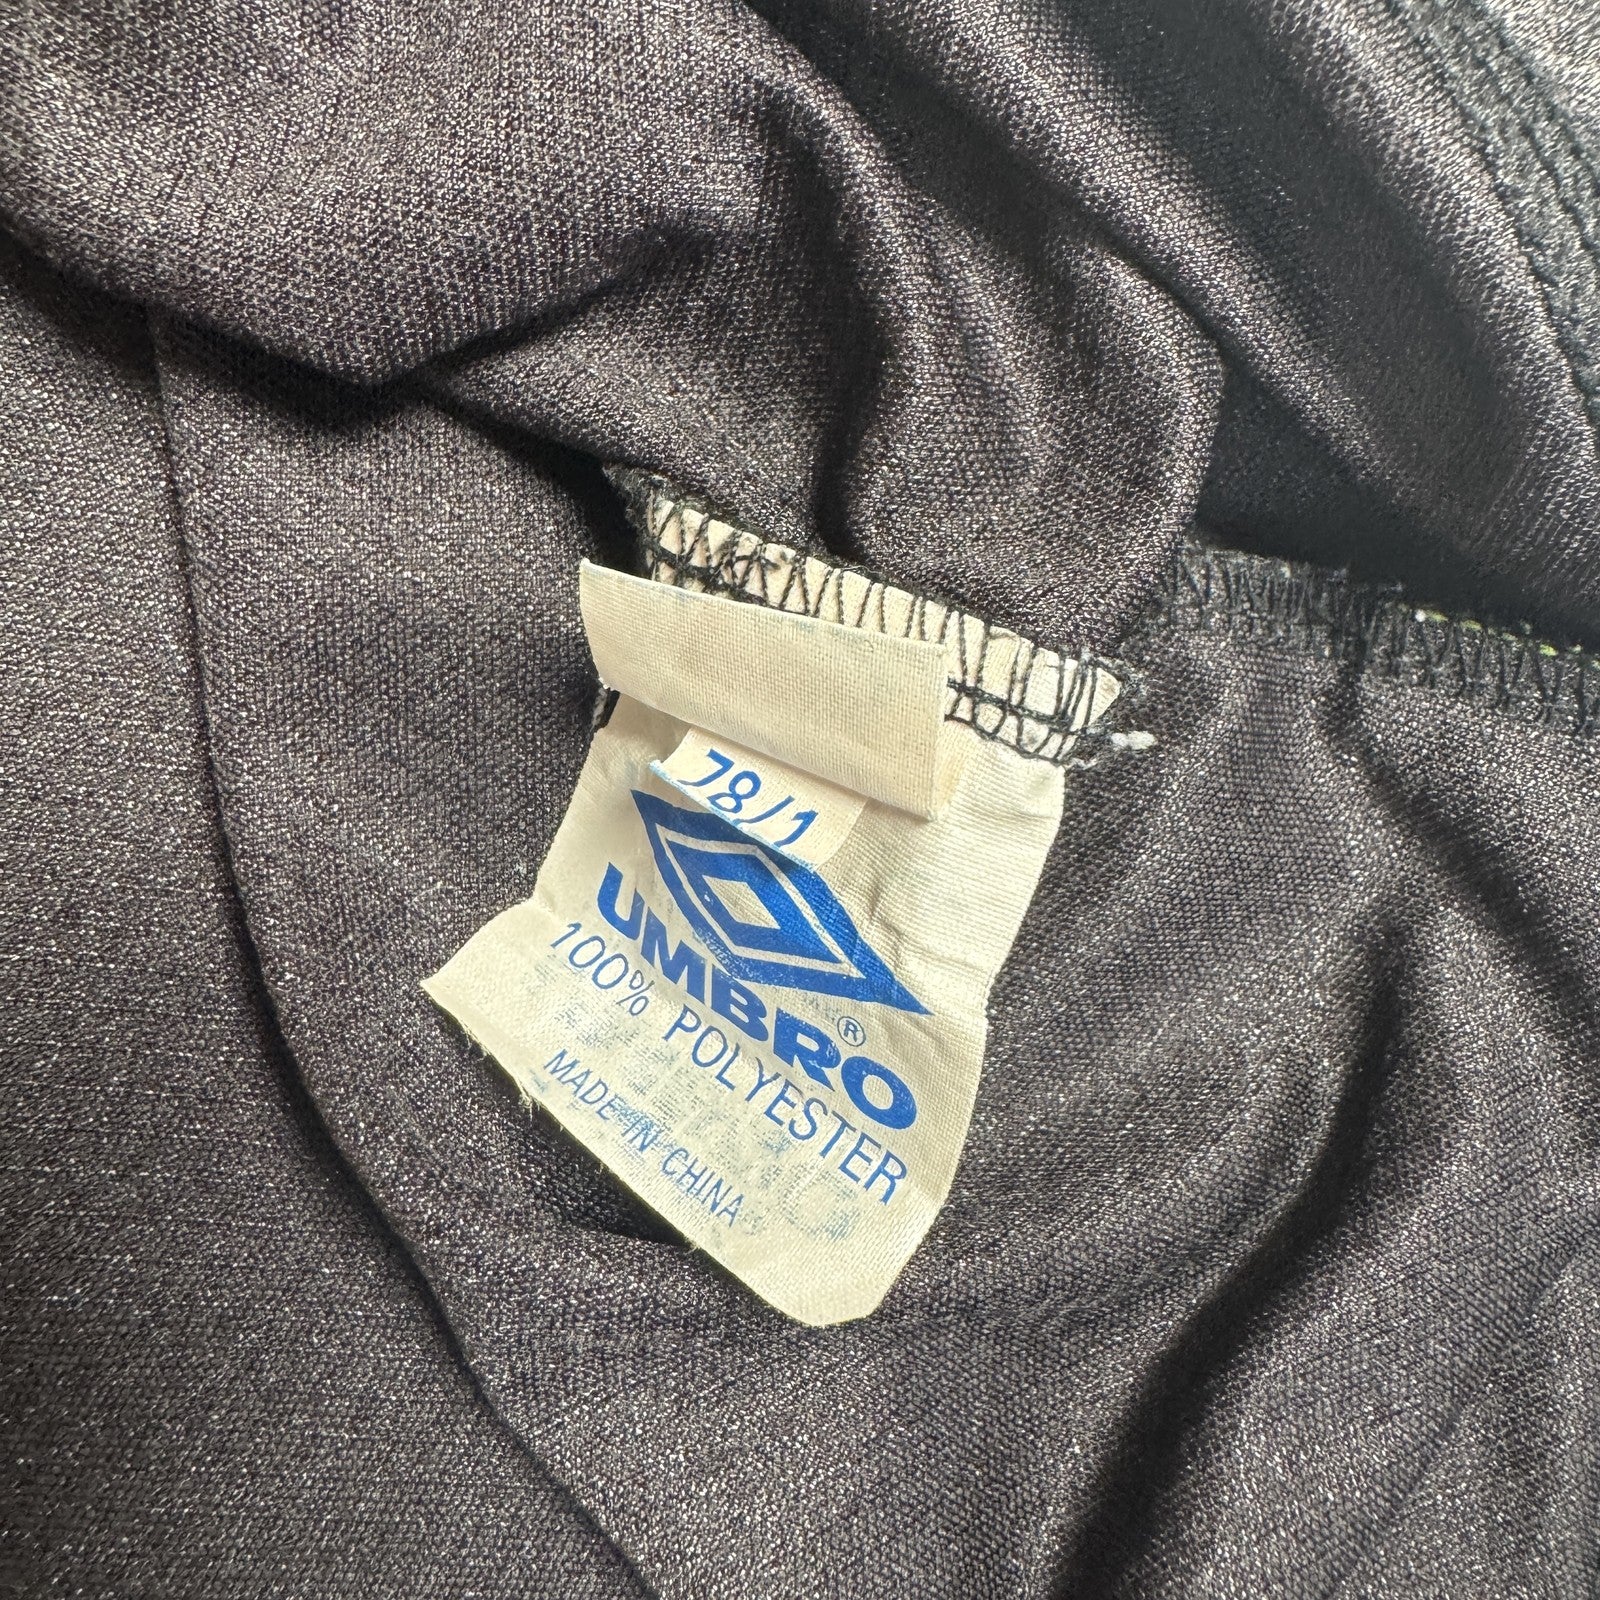 78/1
UMBRO®
100% POLYESTER
MADE IN CHINA